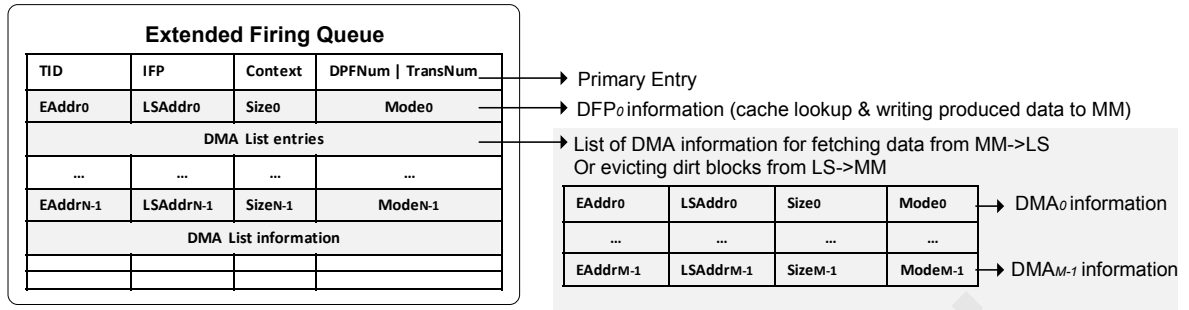 Extended Firing Queue
TID IFP Context DPFNum | TransNum
Primary Entry
EAddr0 LSAddr0 Size0 Mode0
DFP0 information (cache lookup & writing produced data to MM)
DMA List entries
List of DMA information for fetching data from MM->LS
Or evicting dirt blocks from LS->MM
... ... ... ...
EAddrN-1 LSAddrN-1 SizeN-1 ModeN-1
DMA List information
EAddr0 LSAddr0 Size0 Mode0
DMA0 information
... ... ... ...
EAddrM-1 LSAddrM-1 SizeM-1 ModeM-1
DMAM-1 information